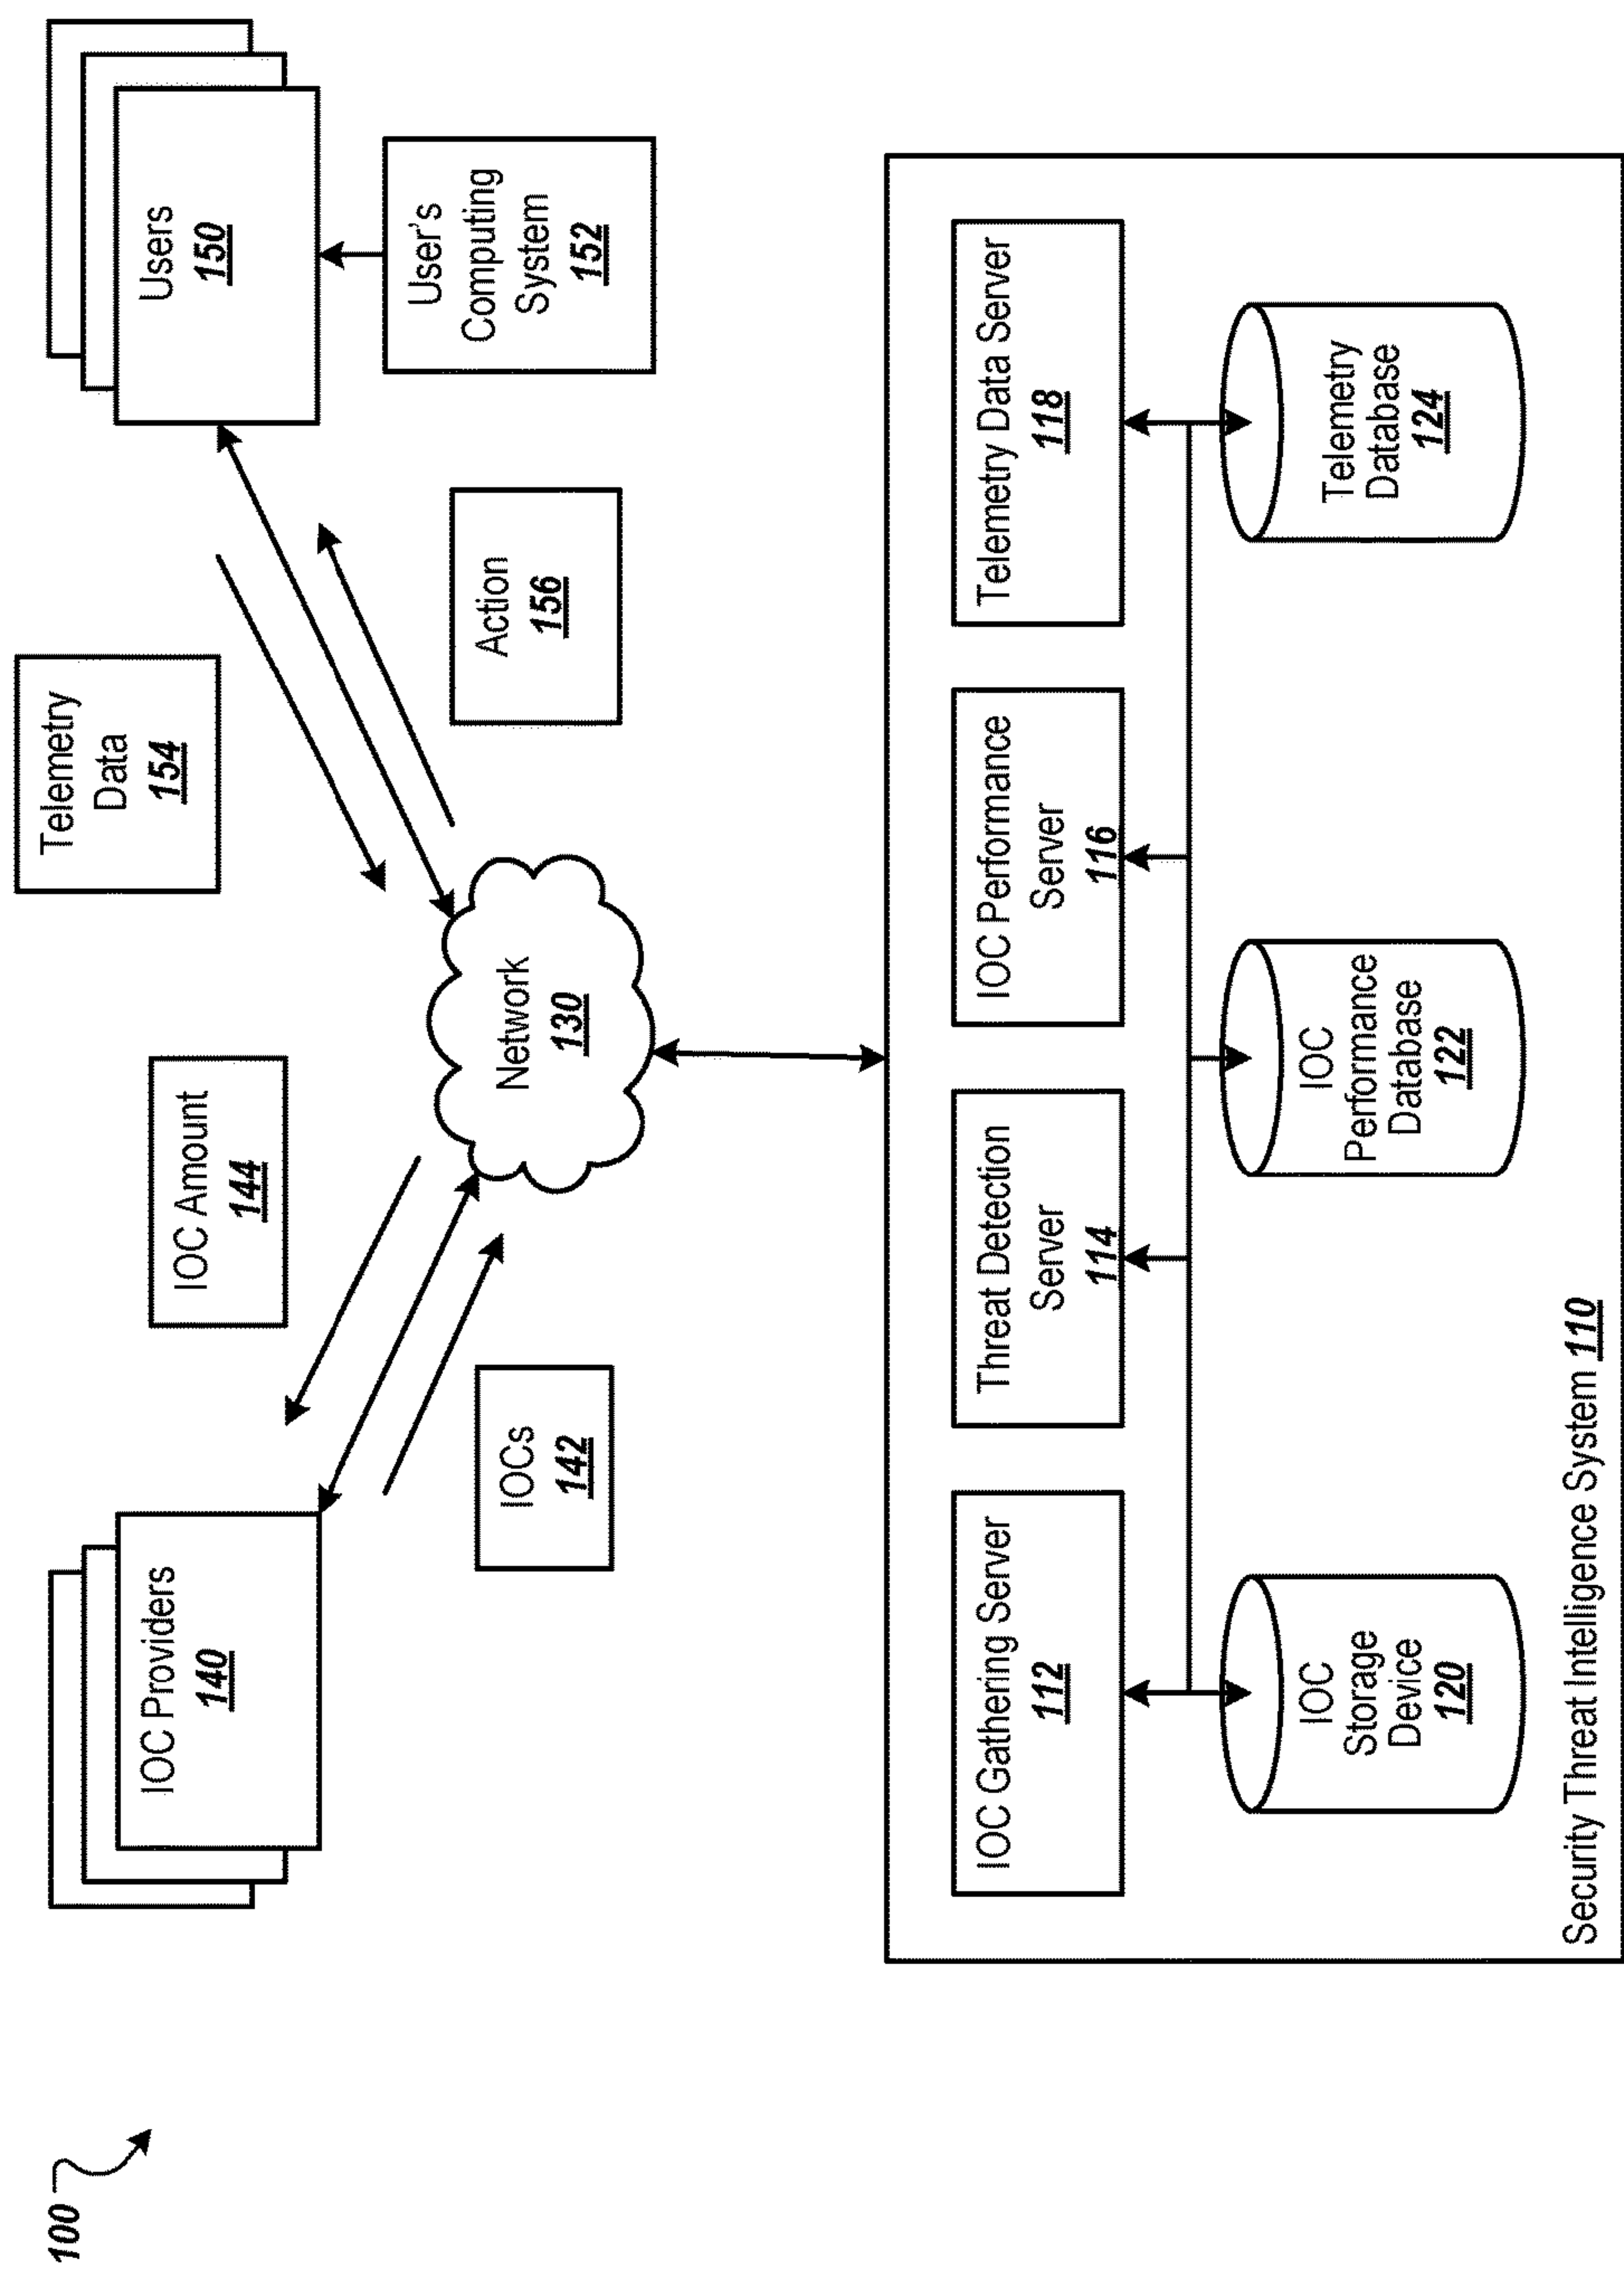 100
IOC Providers
140
IOC Amount
144
Telemetry
Data
154
Users
150
IOCs
142
Network
130
Action
156
User's
Computing
System
152
IOC Gathering Server
112
Threat Detection
Server
114
IOC Performance
Server
116
Telemetry Data Server
118
IOC
Storage
Device
120
IOC
Performance
Database
122
Telemetry
Database
124
Security Threat Intelligence System 110